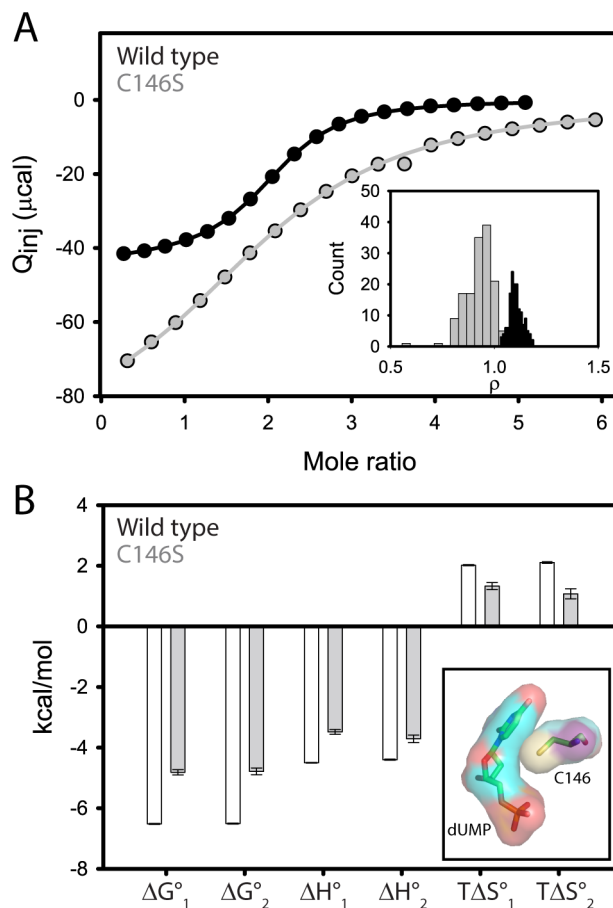 A
Wild type
C146S
Q_inj (μcal)
0
-20
-40
-60
-80
0 1 2 3 4 5 6
Mole ratio
Count
50
40
30
20
10
0
0.5 1.0 1.5
ρ
B
Wild type
C146S
kcal/mol
4
2
0
-2
-4
-6
-8
C146
dUMP
ΔG°₁ ΔG°₂ ΔH°₁ ΔH°₂ TΔS°₁ TΔS°₂